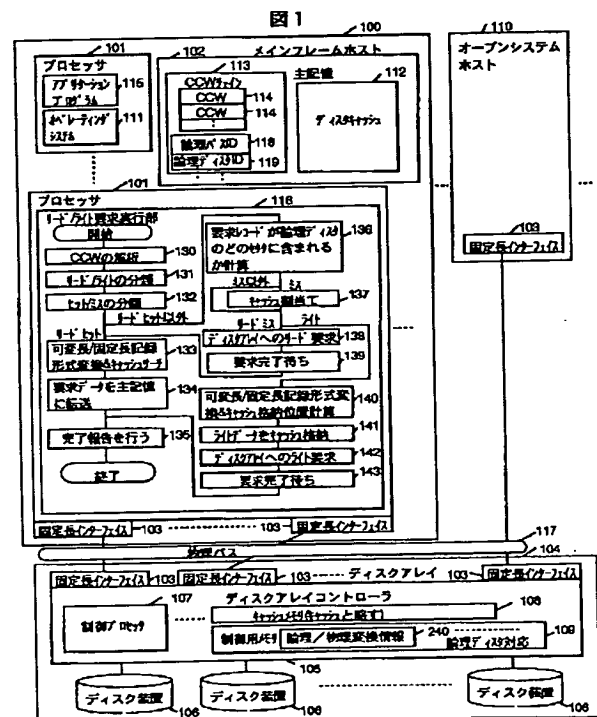 図1
100
110
101
プロセッサ
アプリケーション
プログラム
115
オペレーティング
システム
111
102
メインフレームホスト
113
CCWチェイン
CCW
114
CCW
114
論理パスID
118
論理ディスクID
119
主記憶
112
ディスクキャッシュ
オープンシステム
ホスト
103
固定長インターフェイス
101
プロセッサ
116
リード/ライト要求実行部
開始
CCWの解析
130
リード/ライトの分類
131
ヒット/ミスの分類
132
リードヒット以外
リードヒット
可変長/固定長記録
形式変換&キャッシュサーチ
133
要求データを主記憶
に転送
134
完了報告を行う
135
終了
要求レコードが論理ディスク
のどのセクタに含まれる
か計算
136
ミス以外
ミス
キャッシュ割当て
137
リードミス
ライト
ディスクアレイへのリード要求
138
要求完了待ち
139
可変長/固定長記録形式変
換&キャッシュ格納位置計算
140
ライトデータをキャッシュ格納
141
ディスクアレイへのライト要求
142
要求完了待ち
143
固定長インターフェイス
103
103
固定長インターフェイス
物理パス
117
104
固定長インターフェイス
103
固定長インターフェイス
103
ディスクアレイ
103
固定長インターフェイス
107
制御プロセッサ
ディスクアレイコントローラ
キャッシュメモリ(キャッシュと略す)
108
制御用メモリ
論理/物理変換情報
240
論理ディスク対応
109
105
ディスク装置
106
ディスク装置
106
ディスク装置
106